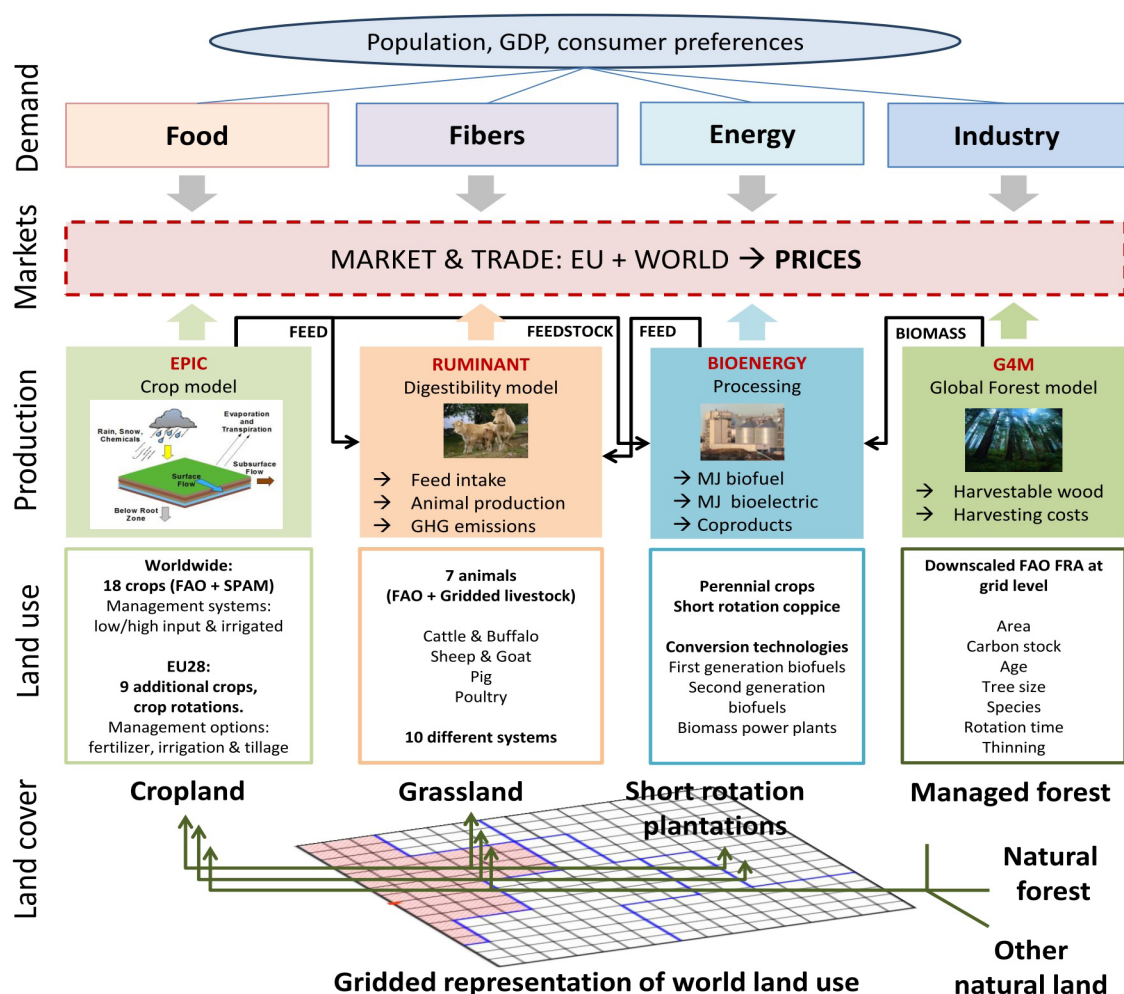 Population, GDP, consumer preferences
Demand
Food
Fibers
Energy
Industry
Markets
MARKET & TRADE: EU + WORLD → PRICES
FEED
FEEDSTOCK
FEED
BIOMASS
Production
EPIC
Crop model
Rain, Snow,
Chemicals
Evaporation
and
Transpiration
Subsurface
Flow
Surface
Flow
Below Root
Zone
RUMINANT
Digestibility model
→ Feed intake
→ Animal production
→ GHG emissions
BIOENERGY
Processing
→ MJ biofuel
→ MJ bioelectric
→ Coproducts
G4M
Global Forest model
→ Harvestable wood
→ Harvesting costs
Land use
Worldwide:
18 crops (FAO + SPAM)
Management systems:
low/high input & irrigated
EU28:
9 additional crops,
crop rotations.
Management options:
fertilizer, irrigation & tillage
7 animals
(FAO + Gridded livestock)
Cattle & Buffalo
Sheep & Goat
Pig
Poultry
10 different systems
Perennial crops
Short rotation coppice
Conversion technologies
First generation biofuels
Second generation
biofuels
Biomass power plants
Downscaled FAO FRA at
grid level
Area
Carbon stock
Age
Tree size
Species
Rotation time
Thinning
Land cover
Cropland
Grassland
Short rotation
plantations
Managed forest
Natural
forest
Other
natural land
Gridded representation of world land use